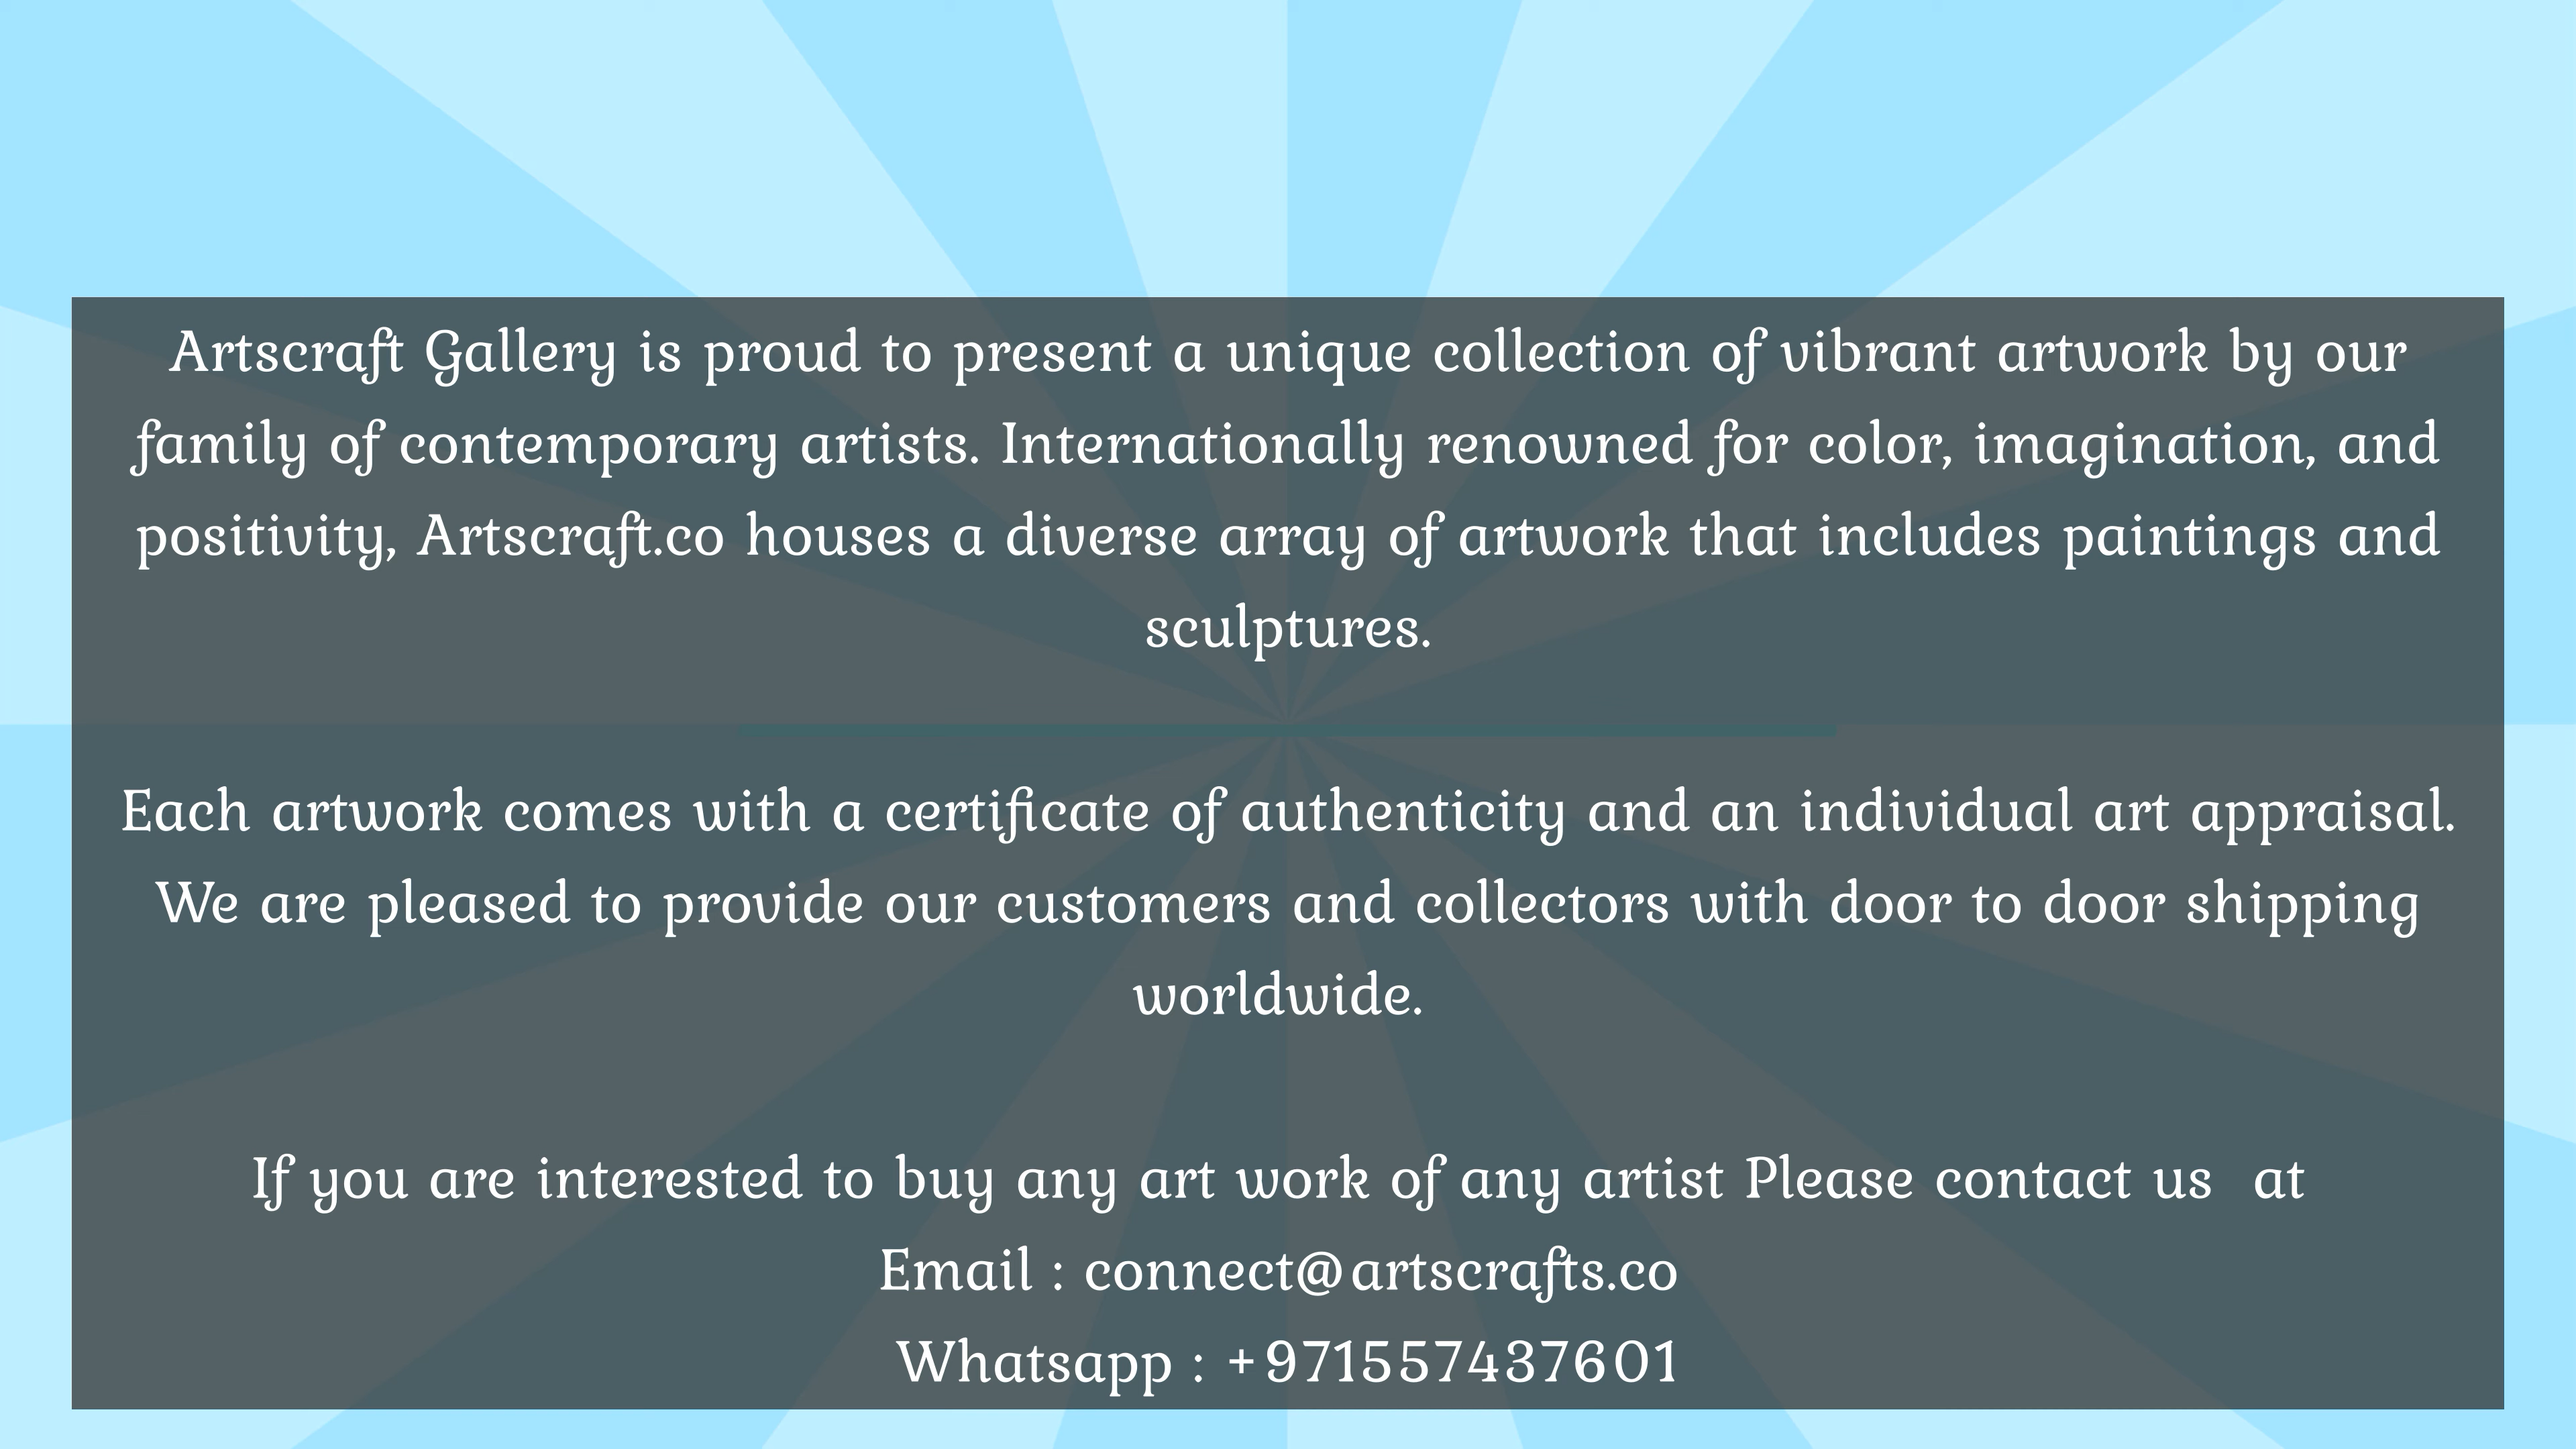 Artscraft Gallery is proud to present a unique collection of vibrant artwork by our
family of contemporary artists. Internationally renowned for color, imagination, and
positivity, Artscraft.co houses a diverse array of artwork that includes paintings and
sculptures.
Each artwork comes with a certificate of authenticity and an individual art appraisal.
We are pleased to provide our customers and collectors with door to door shipping
worldwide.
If you are interested to buy any art work of any artist Please contact us  at
Email : connect@artscrafts.co
Whatsapp : +971557437601